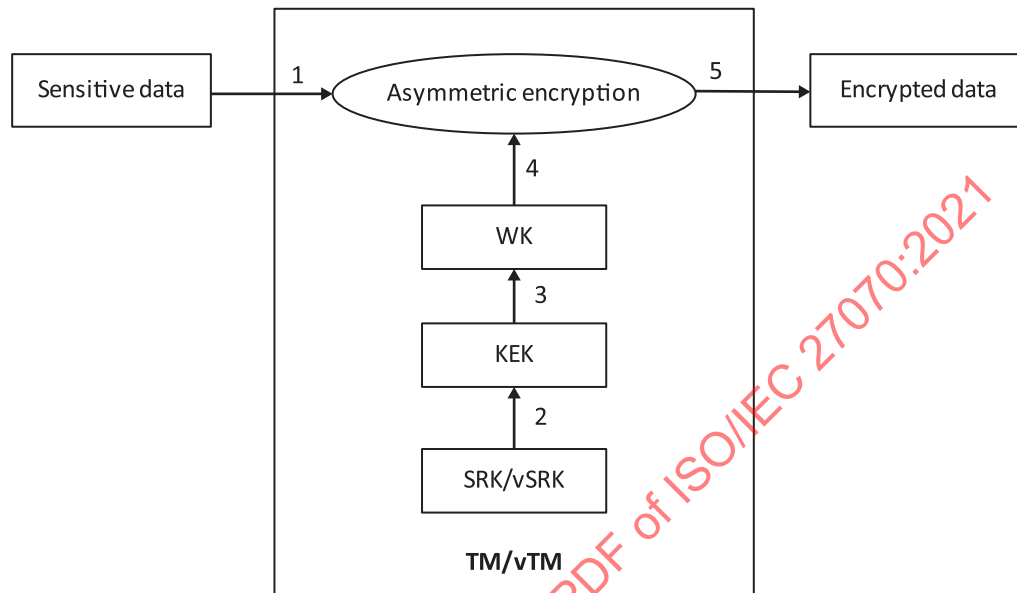 Sensitive data
1
Asymmetric encryption
5
Encrypted data
4
WK
3
KEK
2
SRK/vSRK
TM/vTM
PDF of ISO/IEC 27070:2021